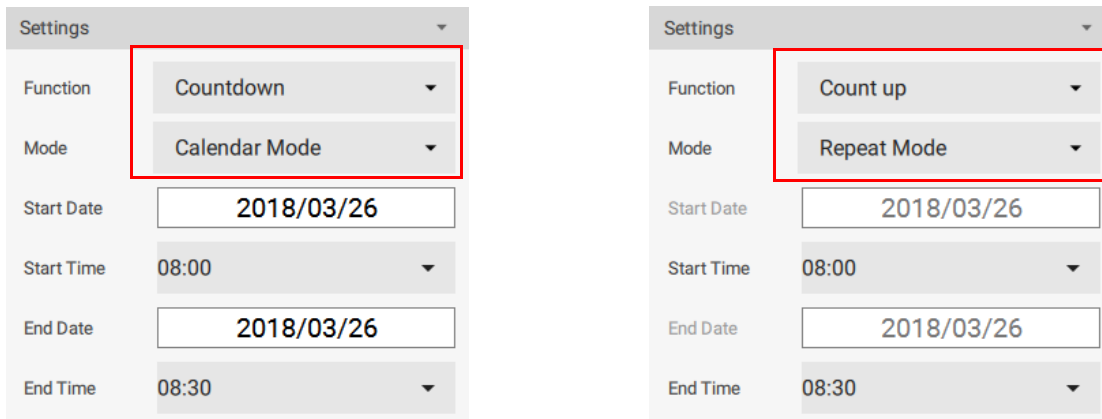 Settings
Function Countdown
Mode Calendar Mode
Start Date 2018/03/26
Start Time 08:00
End Date 2018/03/26
End Time 08:30
Settings
Function Count up
Mode Repeat Mode
Start Date 2018/03/26
Start Time 08:00
End Date 2018/03/26
End Time 08:30